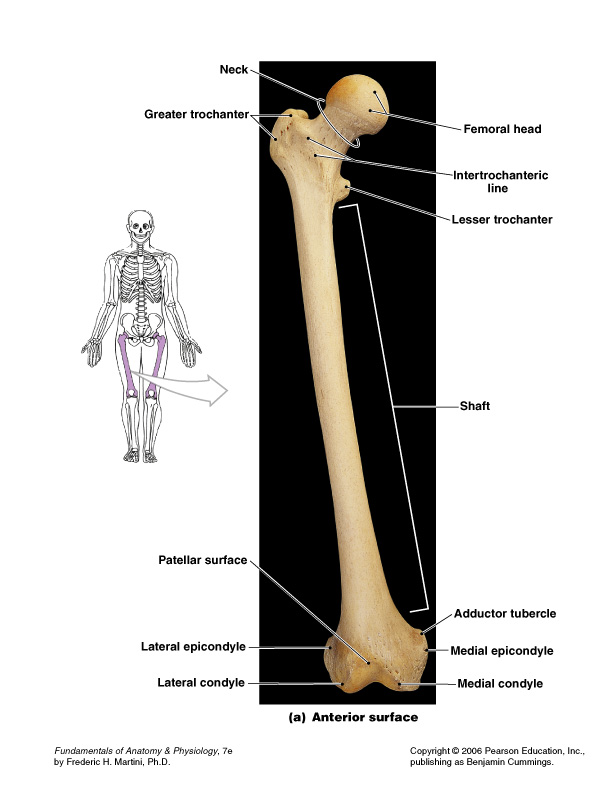 Neck
Greater trochanter
Femoral head
Intertrochanteric
line
Lesser trochanter
Shaft
Patellar surface
Adductor tubercle
Lateral epicondyle
Medial epicondyle
Lateral condyle
Medial condyle
(a) Anterior surface
Fundamentals of Anatomy & Physiology, 7e
by Frederic H. Martini, Ph.D.
Copyright © 2006 Pearson Education, Inc.,
publishing as Benjamin Cummings.